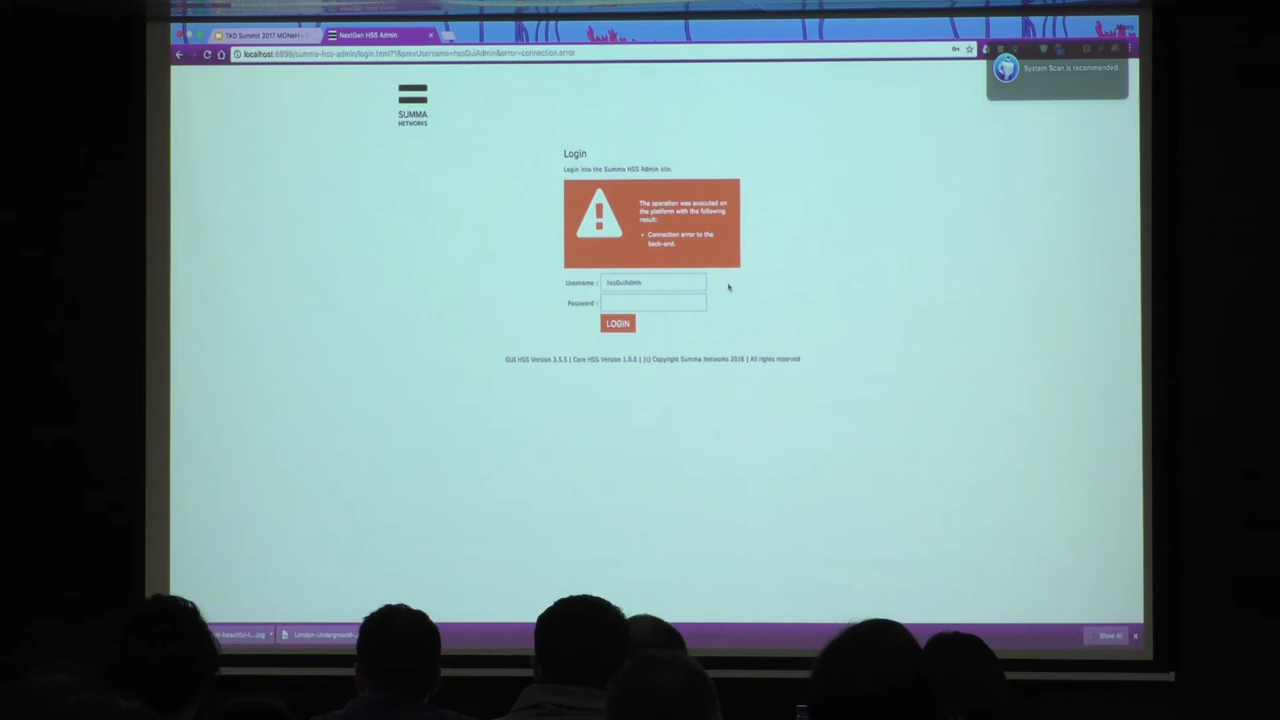 TAD Summit 2017 MONeH -
NextGen HSS Admin
localhost:8899/summa-hss-admin/login.html?1&prevUsername=hssGuiAdmin&error=connection.error
System Scan is recommended.
SUMMA
NETWORKS
Login
Login into the Summa HSS Admin site.
The operation was executed on
the platform with the following
result:
• Connection error to the
back-end.
Username : hssGuiAdmin
Password :
LOGIN
GUI HSS Version 3.5.5 | Core HSS Version 1.0.0 | (c) Copyright Summa Networks 2016 | All rights reserved
London-Underground-...
Show All